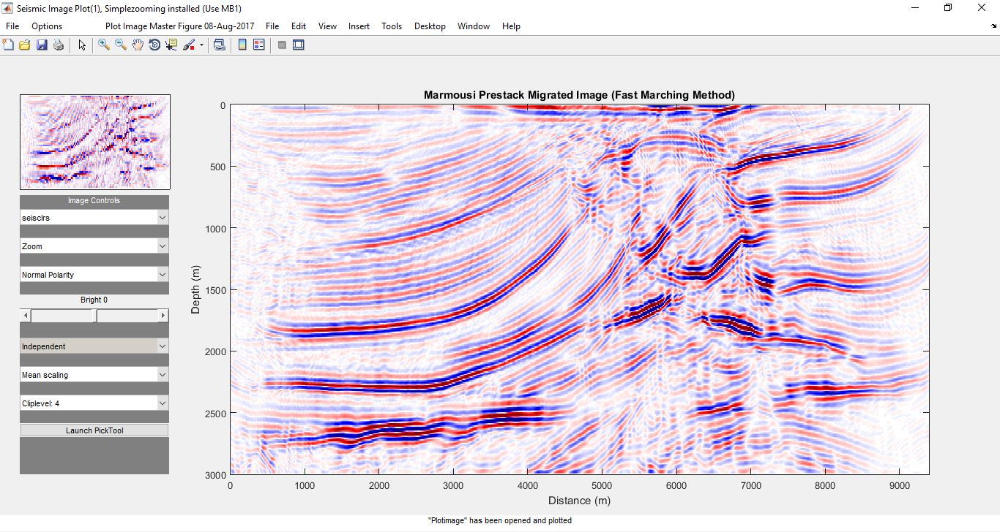 Seismic Image Plot(1), Simplezooming installed (Use MB1)
File Options Plot Image Master Figure 08-Aug-2017 File Edit View Insert Tools Desktop Window Help
Marmousi Prestack Migrated Image (Fast Marching Method)
Image Controls
seisclrs
Zoom
Normal Polarity
Bright 0
Independent
Mean scaling
Cliplevel: 4
Launch PickTool
Depth (m)
0
500
1000
1500
2000
2500
3000
0 1000 2000 3000 4000 5000 6000 7000 8000 9000
Distance (m)
"Plotimage" has been opened and plotted